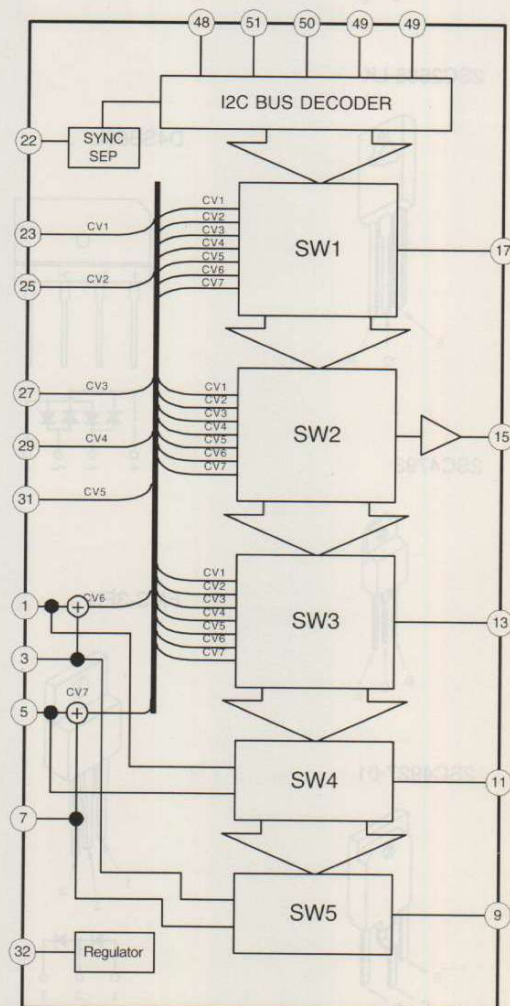 48 51 50 49 49
I2C BUS DECODER
22
SYNC
SEP
23
CV1
25
CV2
CV1
CV2
CV3
CV4
CV5
CV6
CV7
SW1
17
27
CV3
29
CV4
31
CV5
CV1
CV2
CV3
CV4
CV5
CV6
CV7
SW2
15
CV1
CV2
CV3
CV4
CV5
CV6
CV7
SW3
13
1
+
CV6
3
CV7
5
+
7
SW4
11
SW5
9
32
Regulator
2SC4793
2SC4927-01